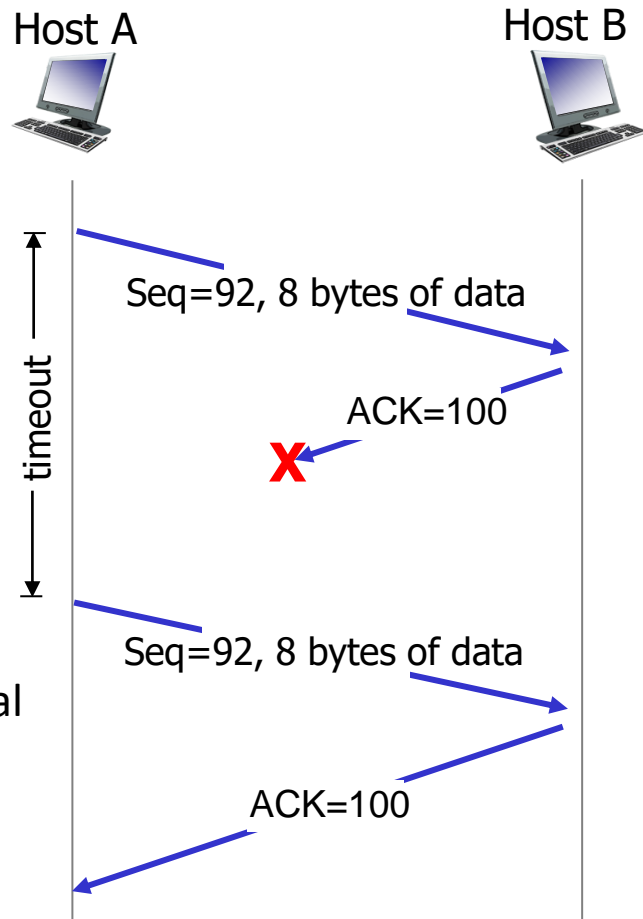 Host A
Host B
timeout
Seq=92, 8 bytes of data
ACK=100
X
Seq=92, 8 bytes of data
al
ACK=100